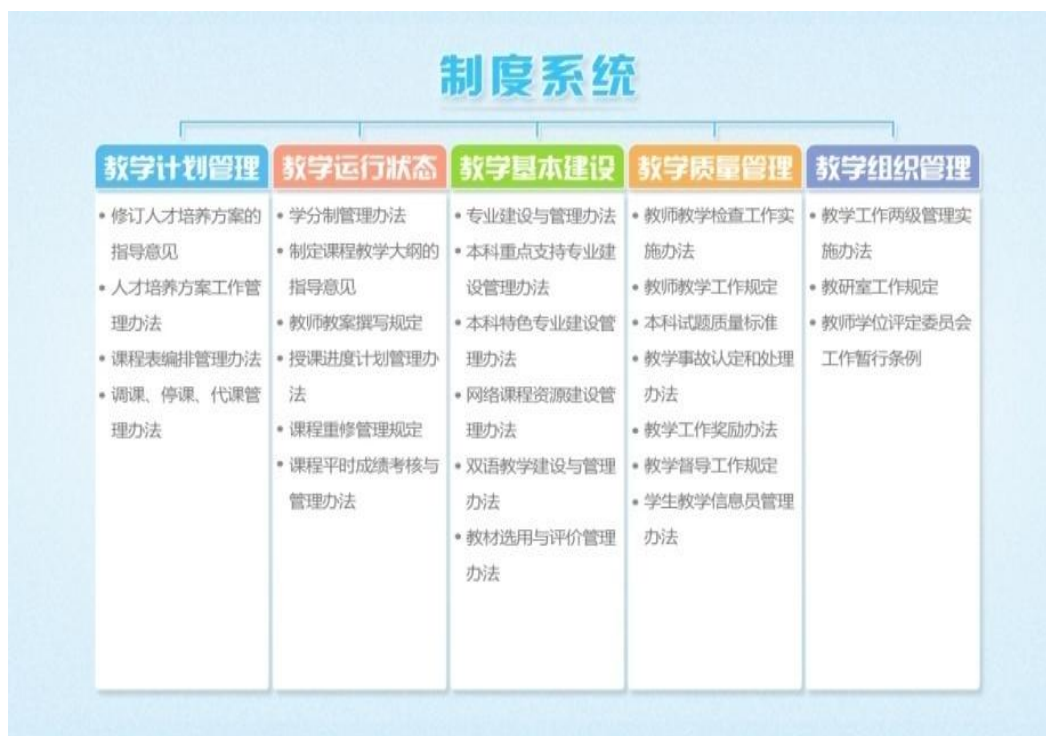 制度系统
教学计划管理
• 修订人才培养方案的
指导意见
• 人才培养方案工作管
理办法
• 课程表编排管理办法
• 调课、停课、代课管
理办法
教学运行状态
• 学分制管理办法
• 制定课程教学大纲的
指导意见
• 教师教案撰写规定
• 授课进度计划管理办
法
• 课程重修管理规定
• 课程平时成绩考核与
管理办法
教学基本建设
• 专业建设与管理办法
• 本科重点支持专业建
设管理办法
• 本科特色专业建设管
理办法
• 网络课程资源建设管
理办法
• 双语教学建设与管理
办法
• 教材选用与评价管理
办法
教学质量管理
• 教师教学检查工作实
施办法
• 教师教学工作规定
• 本科试题质量标准
• 教学事故认定和处理
办法
• 教学工作奖励办法
• 教学督导工作规定
• 学生教学信息员管理
办法
教学组织管理
• 教学工作两级管理实
施办法
• 教研室工作规定
• 教师学位评定委员会
工作暂行条例